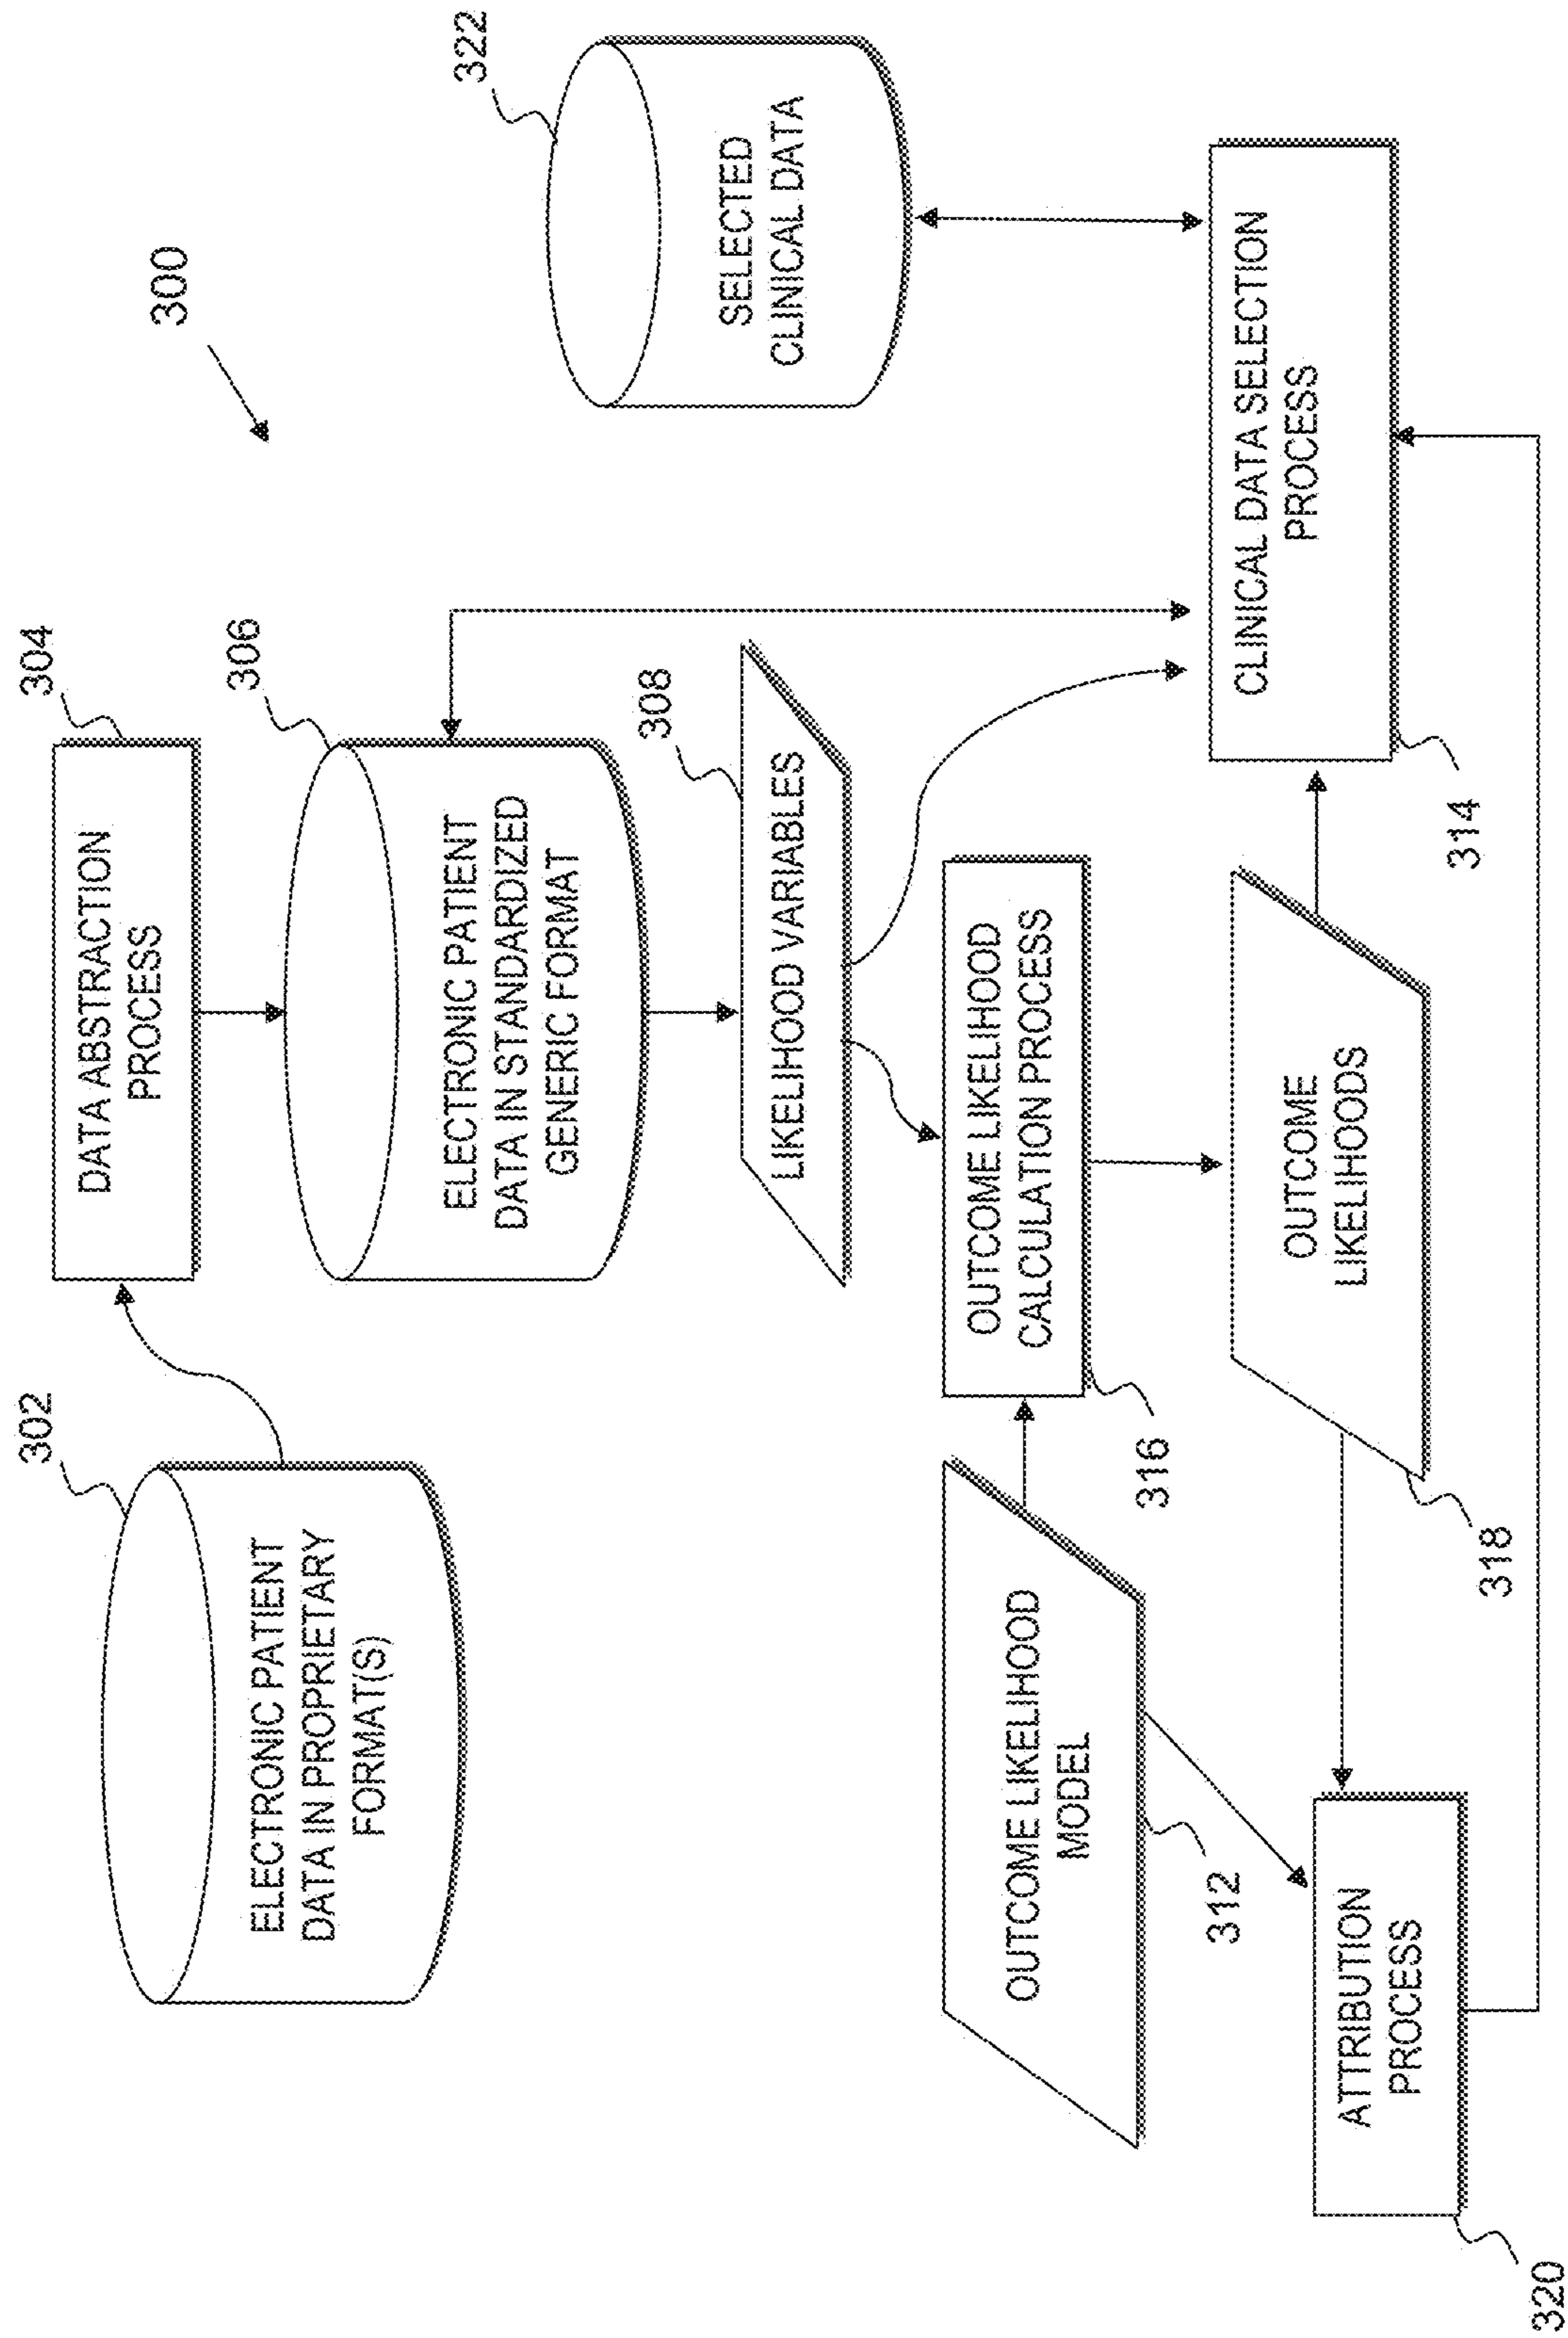 300
302
ELECTRONIC PATIENT
DATA IN PROPRIETARY
FORMAT(S)
304
DATA ABSTRACTION
PROCESS
306
ELECTRONIC PATIENT
DATA IN STANDARDIZED
GENERIC FORMAT
308
LIKELIHOOD VARIABLES
322
SELECTED
CLINICAL DATA
OUTCOME LIKELIHOOD
MODEL
312
OUTCOME LIKELIHOOD
CALCULATION PROCESS
316
OUTCOME
LIKELIHOODS
318
CLINICAL DATA SELECTION
PROCESS
314
ATTRIBUTION
PROCESS
320